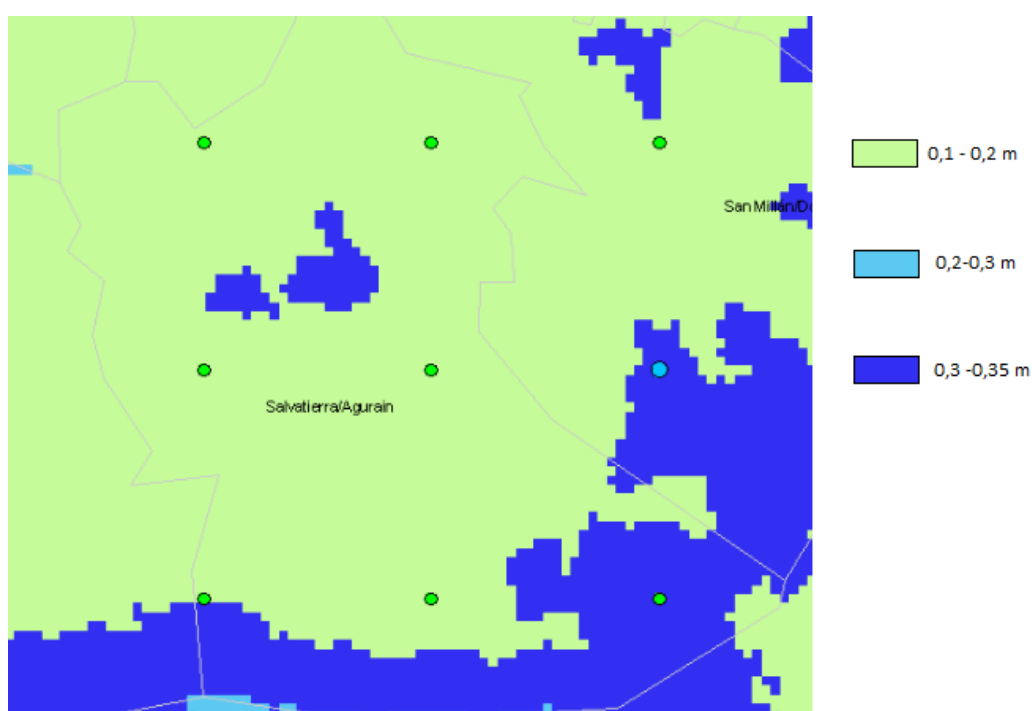 0,1 - 0,2 m
San Millán/Do
0,2-0,3 m
0,3 -0,35 m
Salvatierra/Agurain